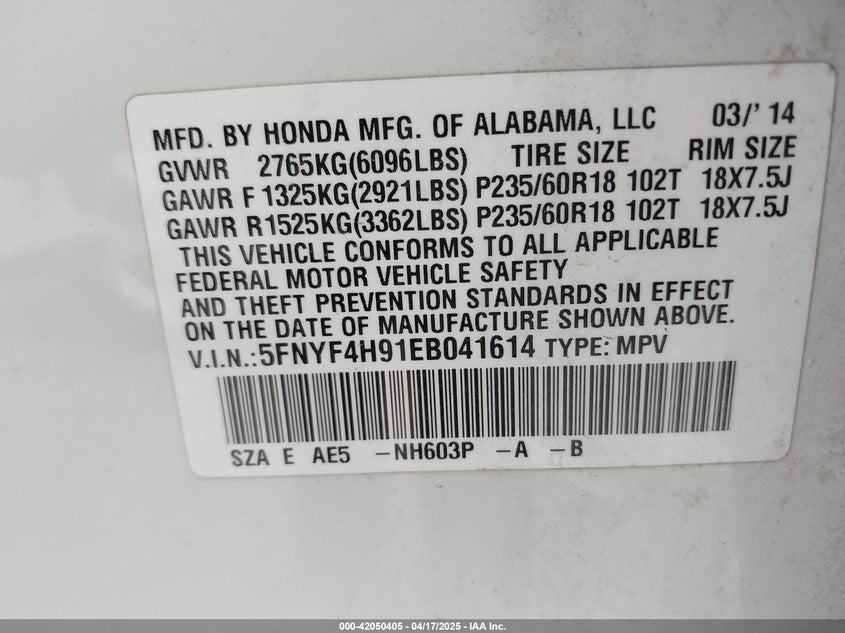 MFD. BY HONDA MFG. OF ALABAMA, LLC 03/' 14
GVWR 2765KG(6096LBS) TIRE SIZE RIM SIZE
GAWR F 1325KG(2921LBS) P235/60R18 102T 18X7.5J
GAWR R1525KG(3362LBS) P235/60R18 102T 18X7.5J
THIS VEHICLE CONFORMS TO ALL APPLICABLE
FEDERAL MOTOR VEHICLE SAFETY
AND THEFT PREVENTION STANDARDS IN EFFECT
ON THE DATE OF MANUFACTURE SHOWN ABOVE.
V.I.N.:5FNYF4H91EB041614 TYPE: MPV
SZA E AE5 -NH603P -A -B
000-42050405 - 04/17/2025 - IAA Inc.